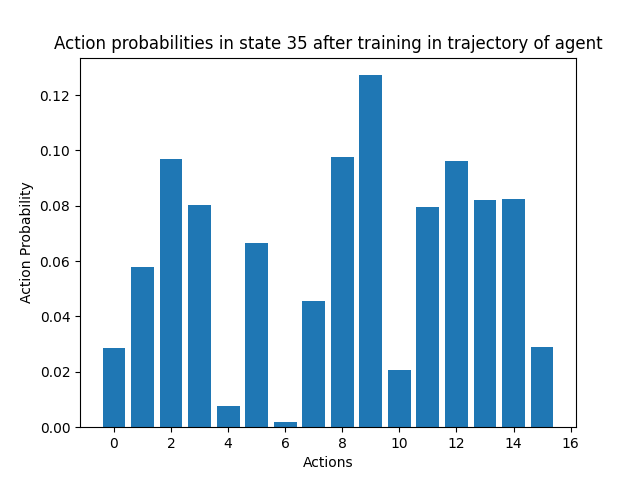 Action probabilities in state 35 after training in trajectory of agent
0.12
0.10
0.08
0.06
0.04
0.02
0.00
Action Probability
0 2 4 6 8 10 12 14 16
Actions